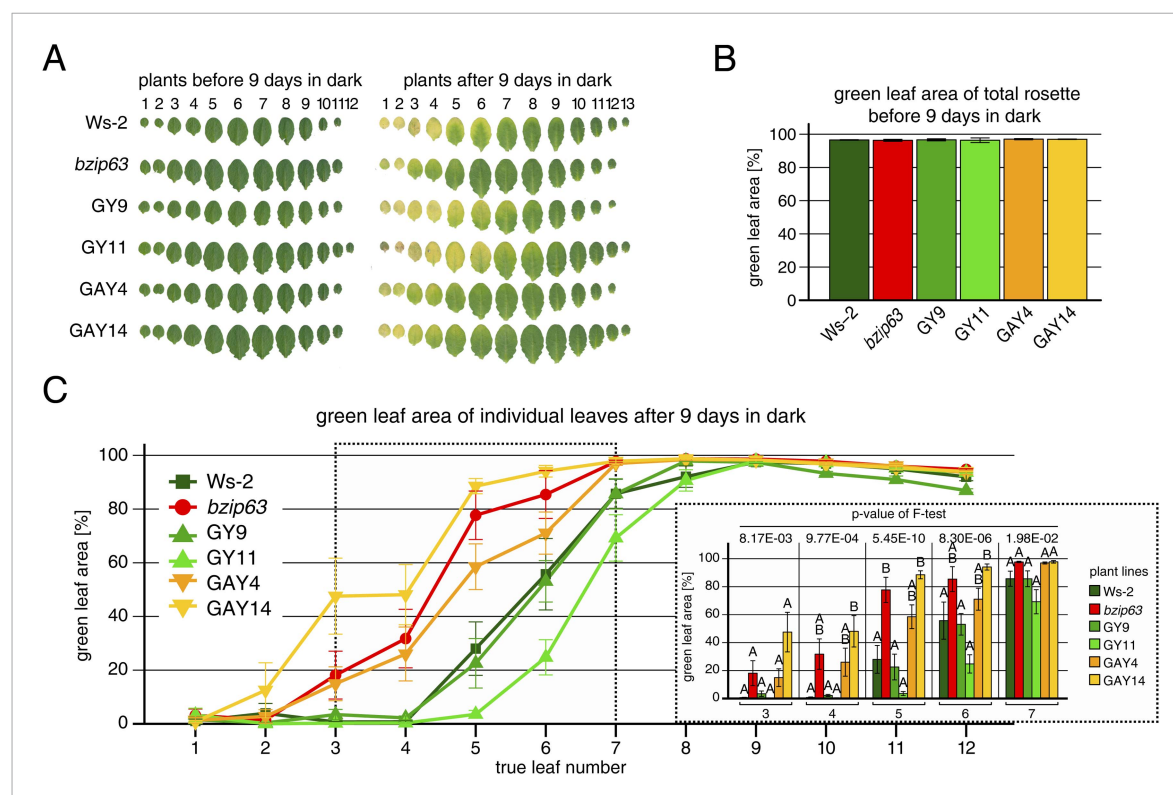 A
plants before 9 days in dark
plants after 9 days in dark
1 2 3 4 5 6 7 8 9 10 11 12
1 2 3 4 5 6 7 8 9 10 11 12 13
Ws-2
bzip63
GY9
GY11
GAY4
GAY14
B
green leaf area of total rosette
before 9 days in dark
green leaf area [%]
100
80
60
40
20
0
Ws--2
bzip63
GY9
GY11
GAY4
GAY14
C
green leaf area of individual leaves after 9 days in dark
green leaf area [%]
100
80
60
40
20
0
Ws-2
bzip63
GY9
GY11
GAY4
GAY14
1 2 3 4 5 6 7 8 9 10 11 12
true leaf number
p-value of F-test
8.17E-03 9.77E-04 5.45E-10 8.30E-06 1.98E-02
green leaf area [%]
100
80
60
40
20
0
A A A A A A
A A B A A A B B
A B A A A B B
A A B A A A B B
A A A A A A
3 4 5 6 7
plant lines
Ws-2
bzip63
GY9
GY11
GAY4
GAY14